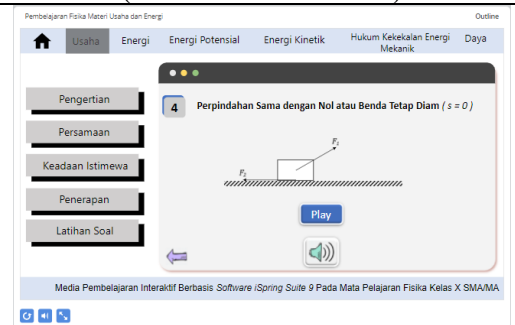 Pembelajaran Fisika Materi Usaha dan Energi
Outline
Usaha
Energi
Energi Potensial
Energi Kinetik
Hukum Kekekalan Energi
Mekanik
Daya
Pengertian
Persamaan
Keadaan Istimewa
Penerapan
Latihan Soal
4
Perpindahan Sama dengan Nol atau Benda Tetap Diam ( s = 0 )
F₁
F₂
Play
Media Pembelajaran Interaktif Berbasis Software iSpring Suite 9 Pada Mata Pelajaran Fisika Kelas X SMA/MA